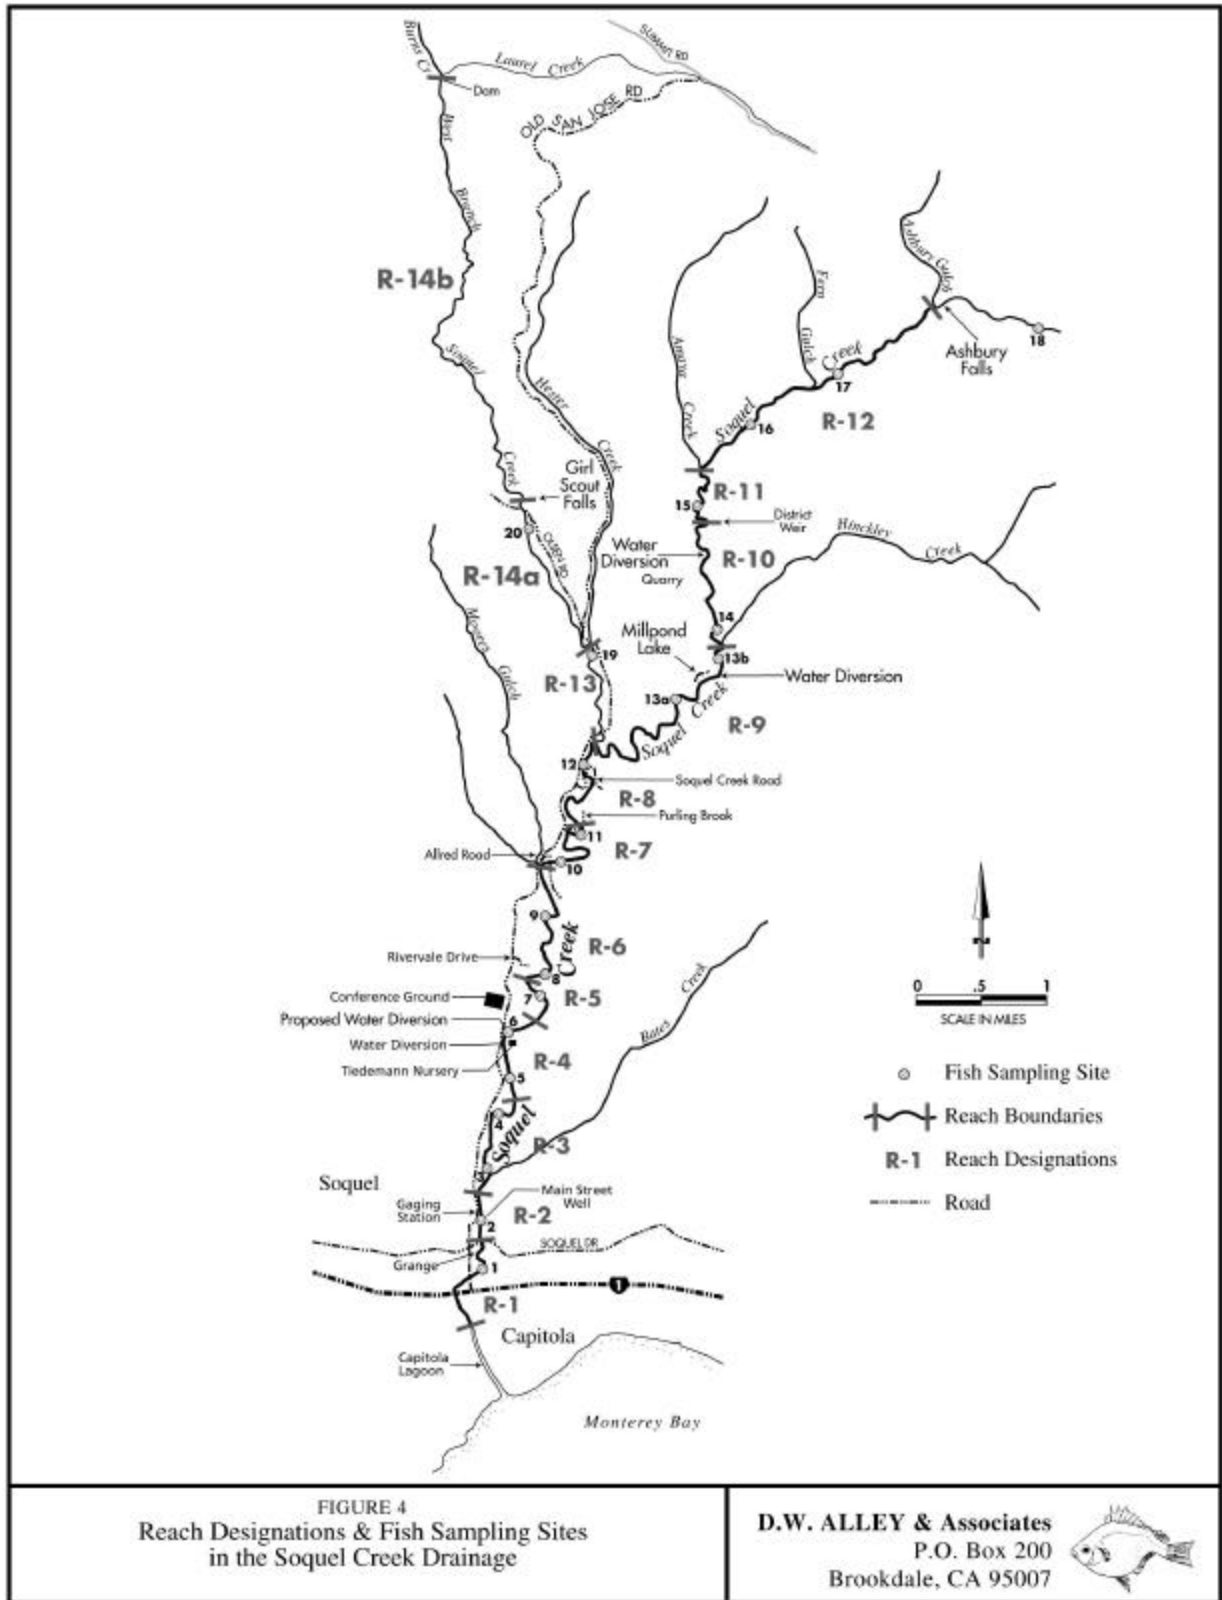 Burns Cr
Laurel Creek
SUMMIT RD
Dam
OLD SAN JOSE RD
West
Branch
R-14b
Soquel
Creek
Ashbury Gulch
Fern
Gulch
Amaya
Creek
Hester
Creek
18
Ashbury
Falls
Soquel Creek
17
16
R-12
Girl
Scout
Falls
R-11
15
District
Weir
20
Water
Diversion
Quarry
R-10
Hinckley
Creek
R-14a
Moores
Gulch
14
Millpond
Lake
19
13b
R-13
Water Diversion
13a
Soquel Creek
R-9
12
Soquel Creek Road
R-8
Purling Brook
11
R-7
Allred Road
10
9
Creek
R-6
Rivervale Drive
8
Conference Ground
7
R-5
Proposed Water Diversion
6
Water Diversion
R-4
Tiedemann Nursery
5
Bates
Creek
4
Soquel
R-3
3
Soquel
Main Street
Well
Gaging
Station
R-2
2
SOQUEL DR
Grange
1
1
R-1
Capitola
Capitola
Lagoon
Monterey Bay
0 .5 1
SCALE IN MILES
Fish Sampling Site
Reach Boundaries
R-1 Reach Designations
Road
FIGURE 4
Reach Designations & Fish Sampling Sites
in the Soquel Creek Drainage
D.W. ALLEY & Associates
P.O. Box 200
Brookdale, CA 95007